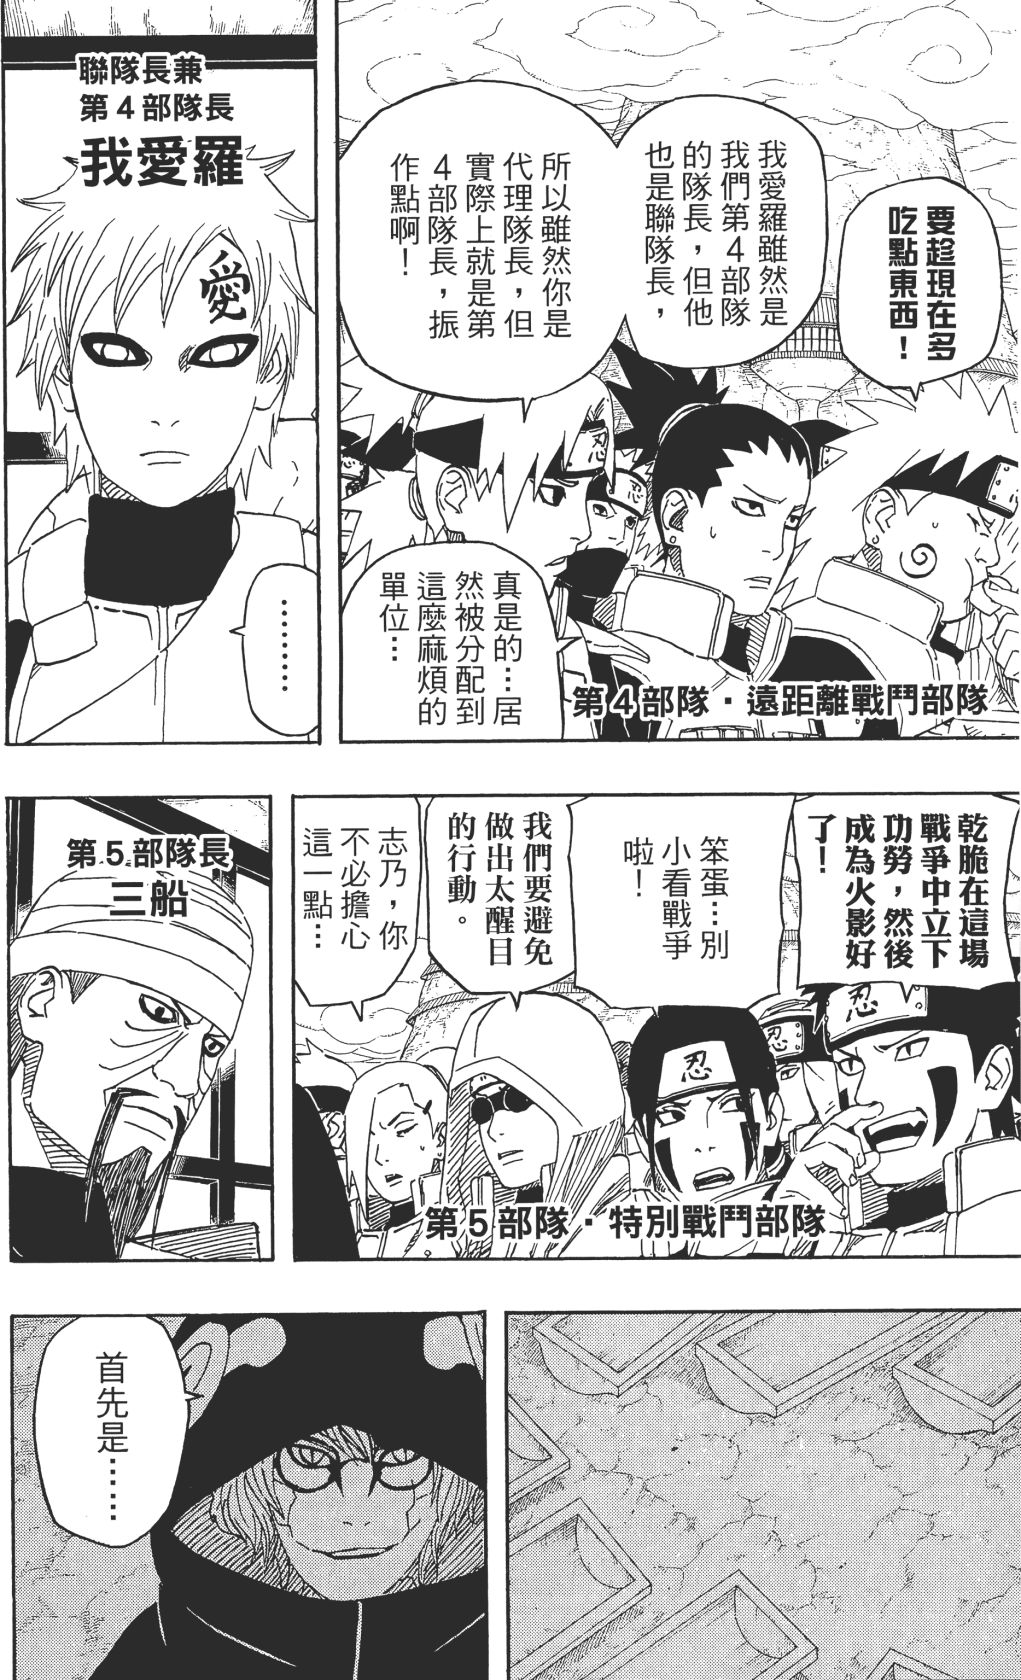 要趁現在多
吃點東西！
我愛羅雖然是
我們第4部隊
的隊長，但他
也是聯隊長，
所以雖然你是
代理隊長，但
實際上就是第
4部隊長，振
作點啊！
真是的…居
然被分配到
這麼麻煩的
單位…
第4部隊·遠距離戰鬥部隊
忍
忍
聯隊長兼
第4部隊長
我愛羅
愛
………
乾脆在這場
戰爭中立下
功勞，然後
成為火影好
了！
笨蛋…別
小看戰爭
啦！
我們要避免
做出太醒目
的行動。
志乃，你
不必擔心
這一點…
忍
忍
忍
第5部隊·特別戰鬥部隊
第5部隊長
三船
首先是……